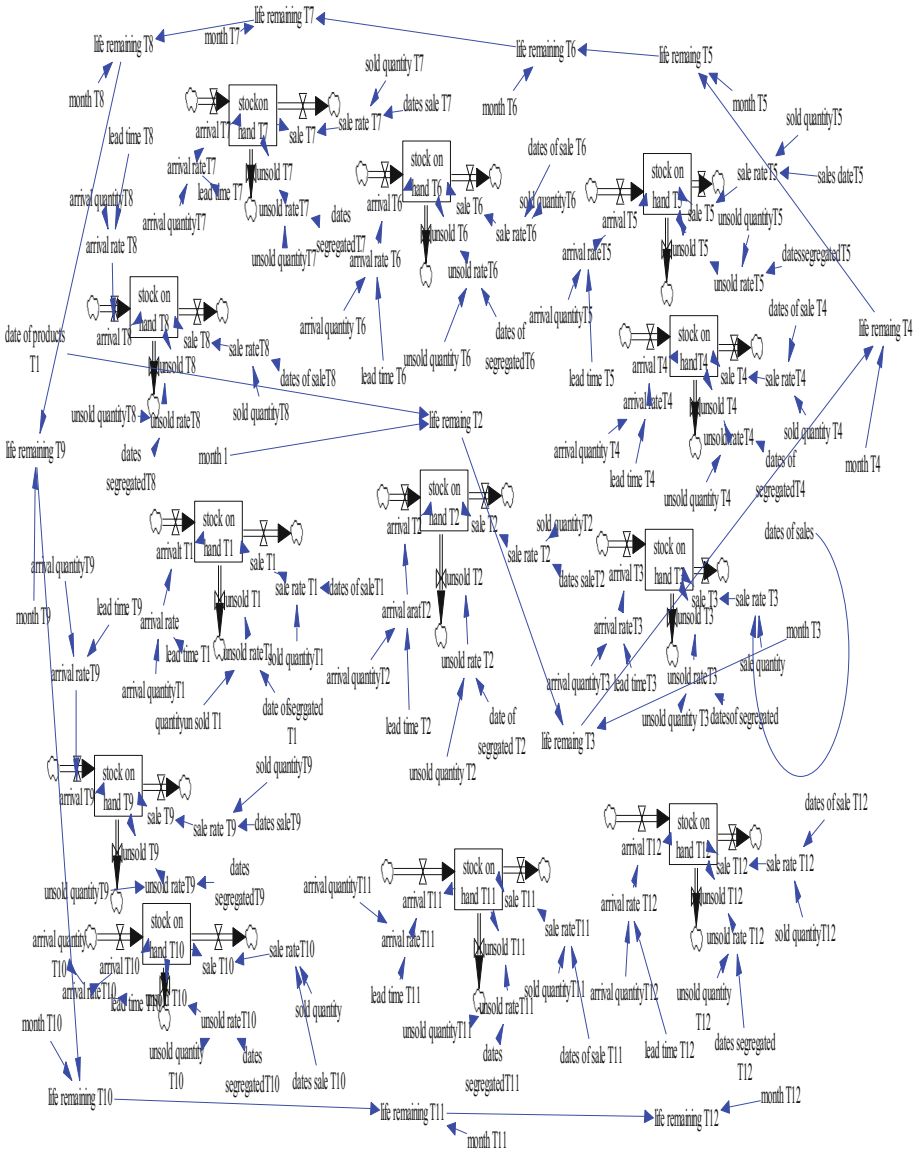 life remaining T7
life remaining T8
month T7
life remaining T6
life remaing T5
sold quantity T7
month T8
stockon
hand T7
dates sale T7
month T6
month T5
arrival T7
sale T7
sale rate T7
sold quantityT5
lead time T8
stock on
hand T6
dates of sale T6
stock on
hand T5
sale rateT5
arrival rateT7
unsold T7
sales dateT5
arrival quantityT8
lead time T7
arrival T6
sale T6
sold quantityT6
arrival T5
sale T5
unsold quantityT5
arrival quantityT7
unsold rateT7
dates
segregatedT7
unsold T6
sale rateT6
arrival rate T8
unsold quantityT7
arrival rate T6
unsold rateT6
arrival rateT5
unsold T5
datessegregatedT5
unsold rateT5
stock on
hand T8
arrival quantity T6
arrival quantityT5
dates of sale T4
date of products
T1
arrival T8
sale T8
sale rateT8
unsold quantity T6
dates of
segregatedT6
stock on
handT4
life remaing T4
unsold T8
dates of saleT8
lead time T6
lead time T5
arrival T4
sale T4
sale rateT4
unsold quantityT8
unsold rateT8
sold quantityT8
life remaing T2
arrival rateT4
unsold T4
life remaining T9
dates
segregatedT8
month 1
arrival quantity T4
unsold rateT4
sold quantity T4
lead time T4
dates of
segregatedT4
month T4
stock on
hand T2
unsold quantity T4
stock on
hand T1
arrival T2
sale T2
sold quantityT2
stock on
dates of sales
arrivalt T1
sale T1
sale rate T2
arrival T3
arrival quantityT9
unsold T2
dates saleT2
unsold T1
sale rate T1
dates of saleT1
sale T3
sale rate T3
month T9
lead time T9
arrival rate
arrival aratT2
arrival rateT3
unsold T3
month T3
lead time T1
unsold rate T1
sold quantityT1
unsold rate T2
sale quantity
arrival rateT9
arrival quantityT1
arrival quantityT2
arrival quantityT3
lead timeT3
unsold rateT3
quantityun sold T1
date ofsegrgated
T1
lead time T2
date of
segrgated T2
unsold quantity T3
datesof segregated
life remaing T3
stock on
hand T9
sold quantityT9
unsold quantity T2
arrival T9
sale T9
sale rate T9
dates saleT9
stock on
hand T12
dates of sale T12
unsold T9
arrival T12
sale T12
sale rate T12
unsold quantityT9
unsold rateT9
dates
segregatedT9
arrival quantityT11
stock on
hand T11
arrival T11
sale T11
arrival rate T12
unsold T12
stock on
hand T10
arrival quantity
T10
arrival T10
sale T10
sale rateT10
arrival rateT11
unsold T11
sale rateT11
unsold rate T12
sold quantityT12
arrival rateT10
lead time T10
lead time T11
sold quantityT11
arrival quantityT12
unsold quantity
T12
month T10
unsold rateT10
sold quantity
unsold quantityT11
unsold rateT11
unsold quantity
T10
dates
segregatedT10
dates sale T10
dates
segregatedT11
dates of sale T11
lead time T12
dates segregated
T12
life remaining T10
life remaining T11
life remaining T12
month T12
month T11